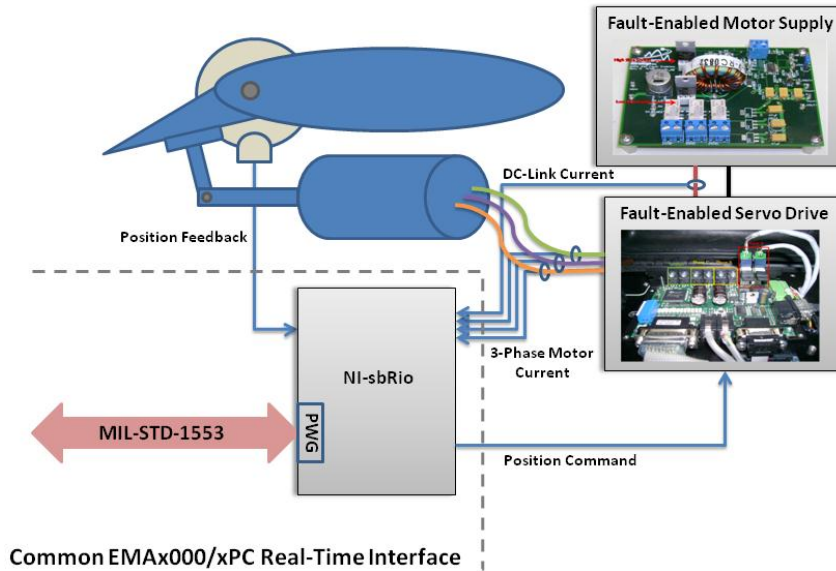 Fault-Enabled Motor Supply
DC-Link Current
Fault-Enabled Servo Drive
Position Feedback
3-Phase Motor
Current
NI-sbRio
PWG
MIL-STD-1553
Position Command
Common EMAx000/xPC Real-Time Interface